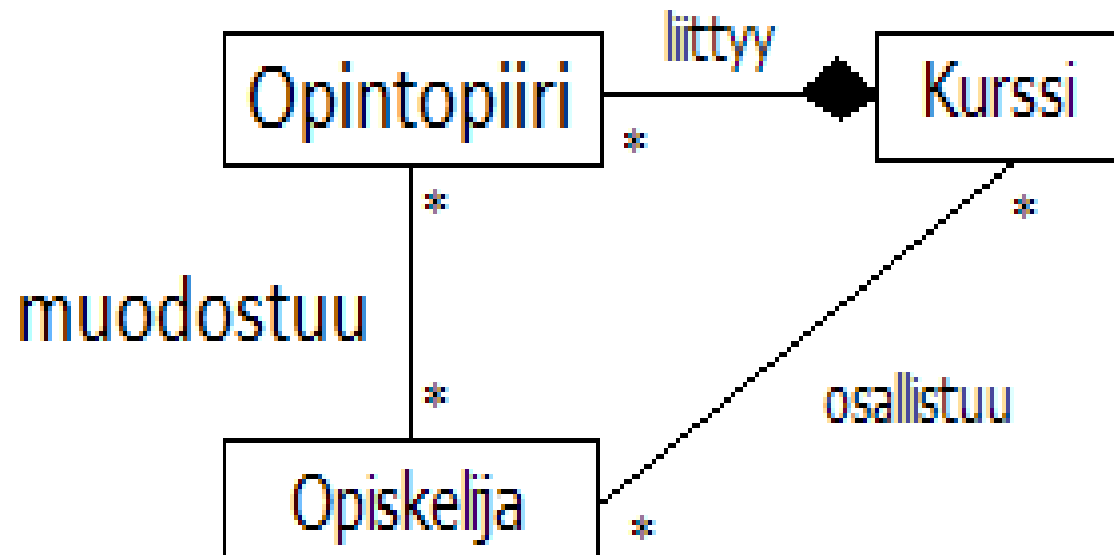 liittyy
Opintopiiri
Kurssi
*
*
*
muodostuu
*
osallistuu
Opiskelija
*